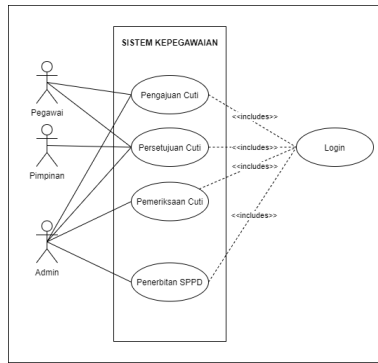 SISTEM KEPEGAWAIAN
Pegawai
Pimpinan
Admin
Pengajuan Cuti
Persetujuan Cuti
Pemeriksaan Cuti
Penerbitan SPPD
<<includes>>
<<includes>>
<<includes>>
<<includes>>
Login